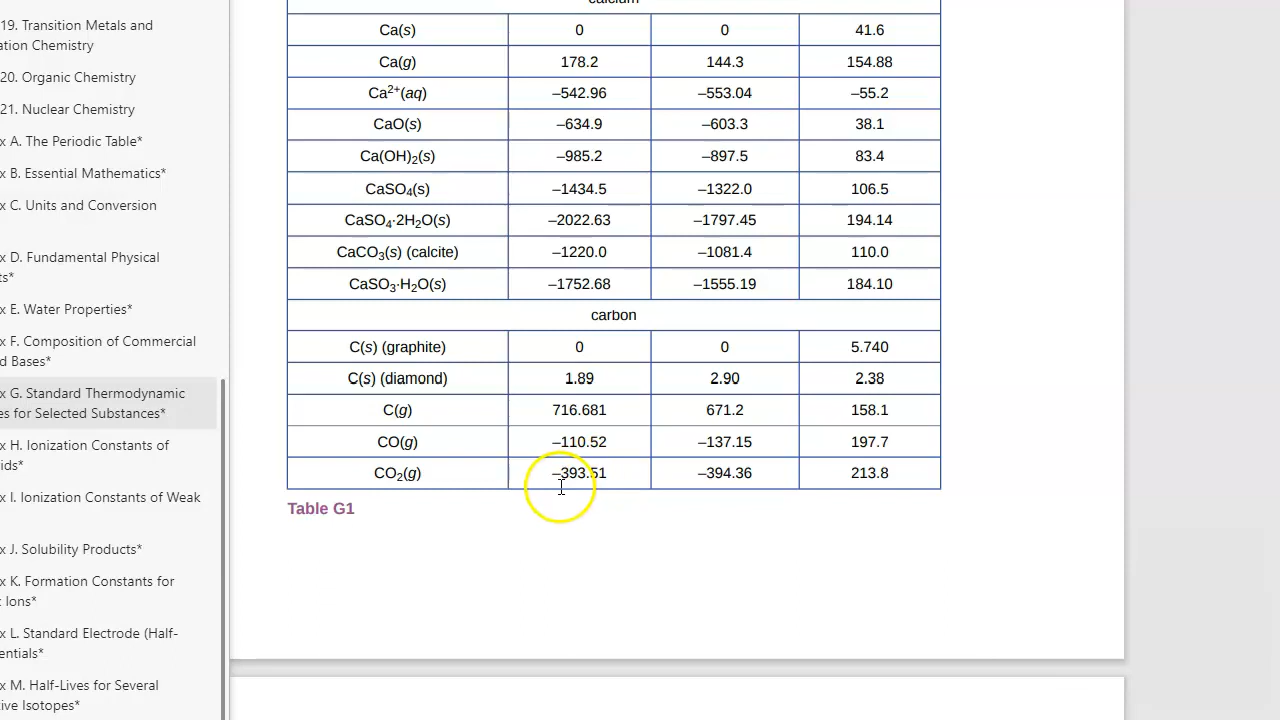 19. Transition Metals and
ation Chemistry
20. Organic Chemistry
21. Nuclear Chemistry
x A. The Periodic Table*
x B. Essential Mathematics*
x C. Units and Conversion
x D. Fundamental Physical
ts*
x E. Water Properties*
x F. Composition of Commercial
d Bases*
x G. Standard Thermodynamic
es for Selected Substances*
x H. Ionization Constants of
ids*
x I. Ionization Constants of Weak
x J. Solubility Products*
x K. Formation Constants for
Ions*
x L. Standard Electrode (Half-
entials*
x M. Half-Lives for Several
tive Isotopes*
calcium
Ca(s) 0 0 41.6
Ca(g) 178.2 144.3 154.88
Ca²⁺(aq) –542.96 –553.04 –55.2
CaO(s) –634.9 –603.3 38.1
Ca(OH)₂(s) –985.2 –897.5 83.4
CaSO₄(s) –1434.5 –1322.0 106.5
CaSO₄·2H₂O(s) –2022.63 –1797.45 194.14
CaCO₃(s) (calcite) –1220.0 –1081.4 110.0
CaSO₃·H₂O(s) –1752.68 –1555.19 184.10
carbon
C(s) (graphite) 0 0 5.740
C(s) (diamond) 1.89 2.90 2.38
C(g) 716.681 671.2 158.1
CO(g) –110.52 –137.15 197.7
CO₂(g) –393.51 –394.36 213.8
Table G1